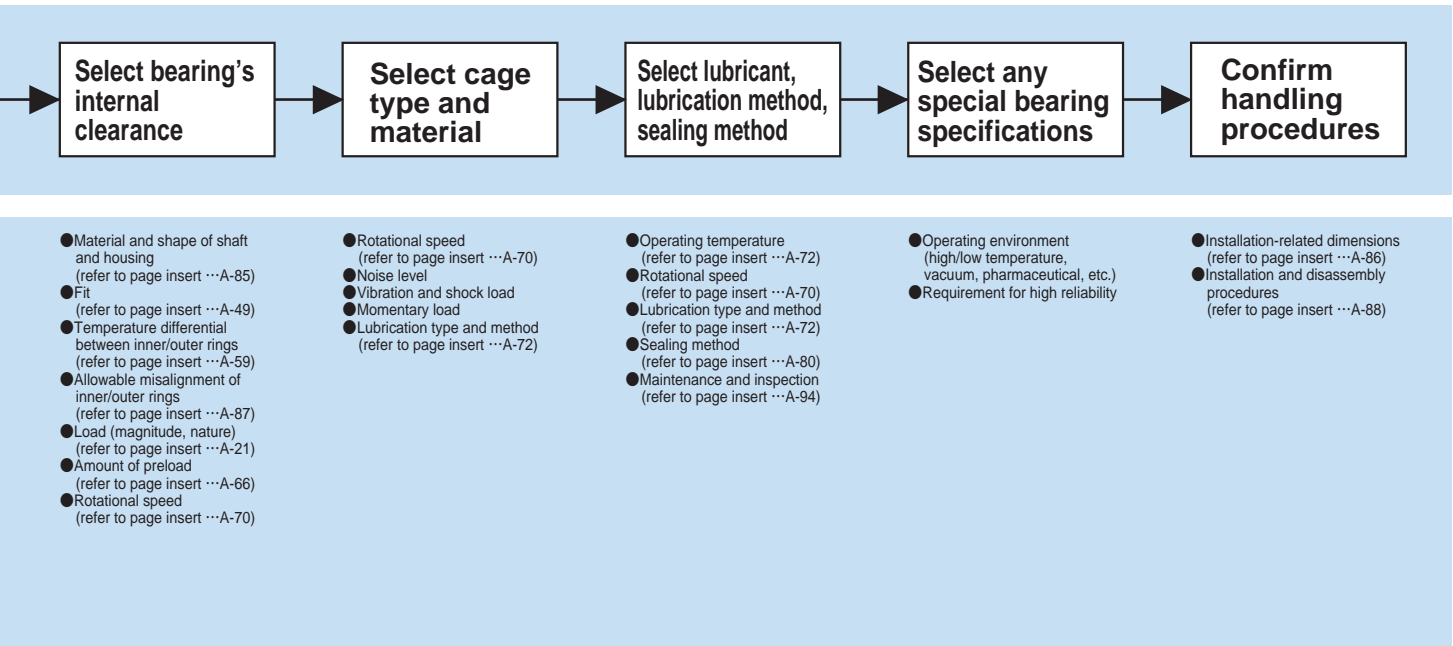 Select bearing's
internal
clearance
Select cage
type and
material
Select lubricant,
lubrication method,
sealing method
Select any
special bearing
specifications
Confirm
handling
procedures
●Material and shape of shaft
and housing
(refer to page insert …A-85)
●Fit
(refer to page insert …A-49)
●Temperature differential
between inner/outer rings
(refer to page insert …A-59)
●Allowable misalignment of
inner/outer rings
(refer to page insert …A-87)
●Load (magnitude, nature)
(refer to page insert …A-21)
●Amount of preload
(refer to page insert …A-66)
●Rotational speed
(refer to page insert …A-70)
●Rotational speed
(refer to page insert …A-70)
●Noise level
●Vibration and shock load
●Momentary load
●Lubrication type and method
(refer to page insert …A-72)
●Operating temperature
(refer to page insert …A-72)
●Rotational speed
(refer to page insert …A-70)
●Lubrication type and method
(refer to page insert …A-72)
●Sealing method
(refer to page insert …A-80)
●Maintenance and inspection
(refer to page insert …A-94)
●Operating environment
(high/low temperature,
vacuum, pharmaceutical, etc.)
●Requirement for high reliability
●Installation-related dimensions
(refer to page insert …A-86)
●Installation and disassembly
procedures
(refer to page insert …A-88)